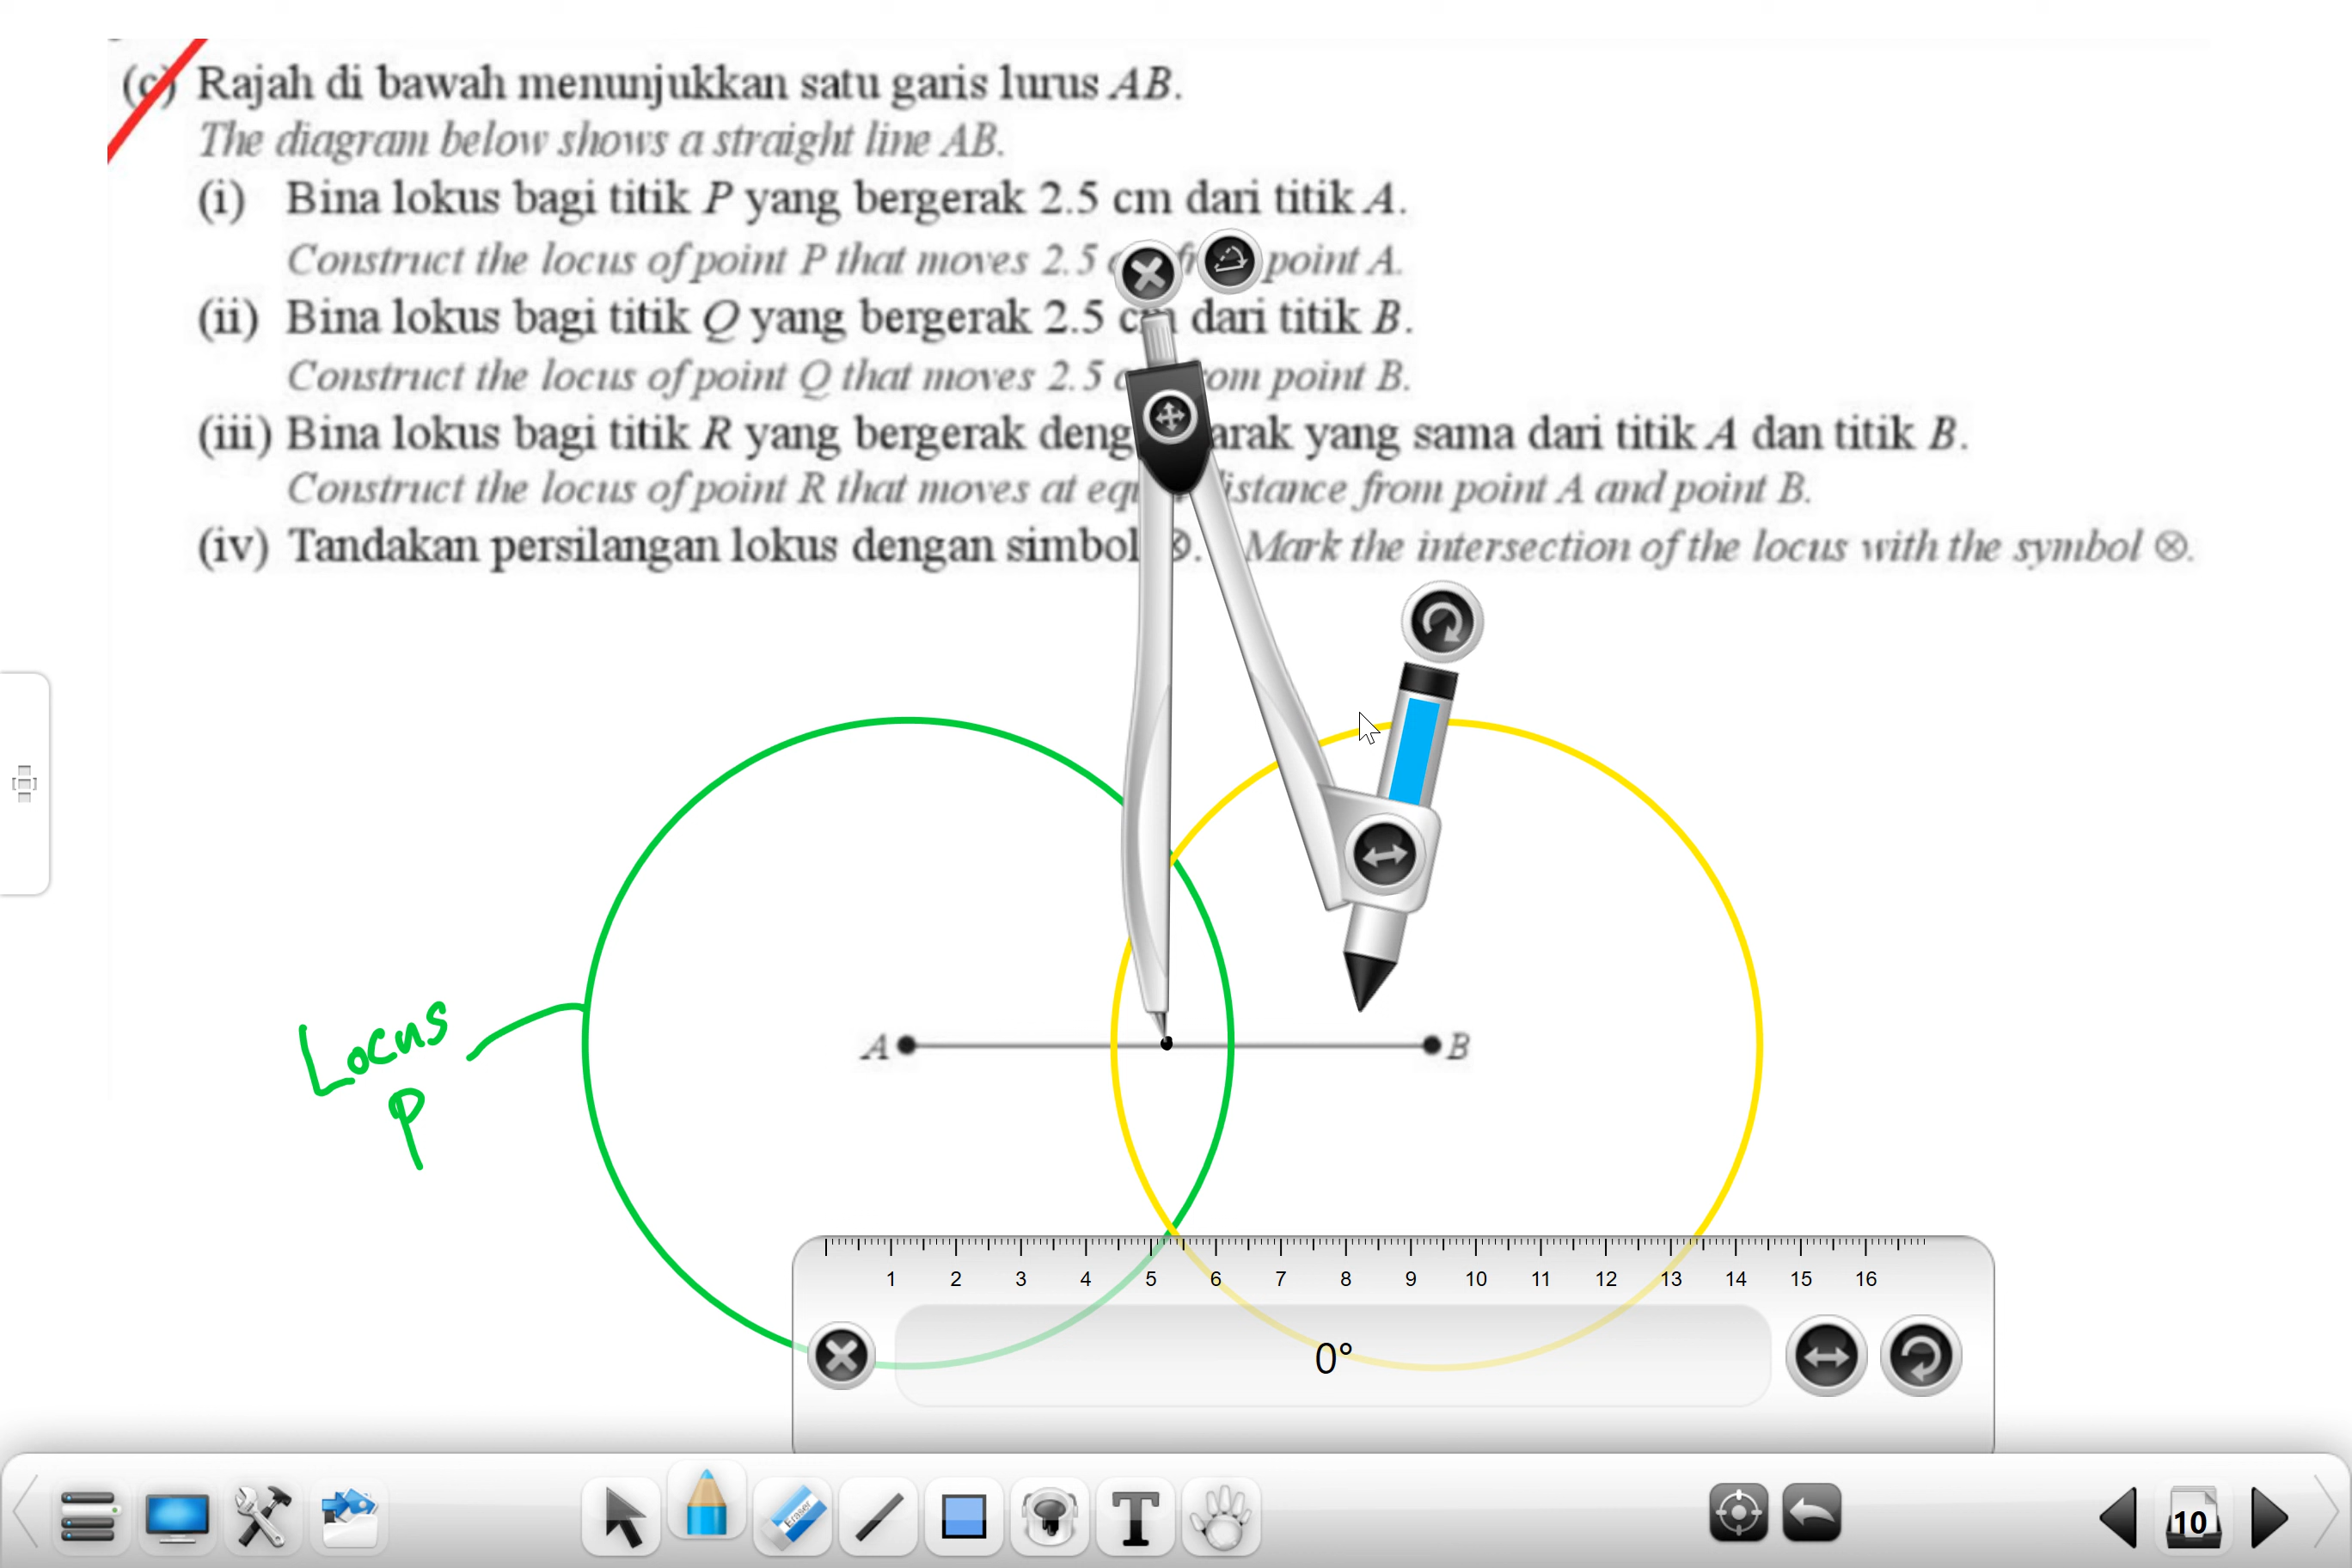 (c) Rajah di bawah menunjukkan satu garis lurus AB.
The diagram below shows a straight line AB.
(i) Bina lokus bagi titik P yang bergerak 2.5 cm dari titik A.
Construct the locus of point P that moves 2.5 point A.
(ii) Bina lokus bagi titik Q yang bergerak 2.5 cm dari titik B.
Construct the locus of point Q that moves 2.5 point B.
(iii) Bina lokus bagi titik R yang bergerak yang sama dari titik A dan titik B.
Construct the locus of point R that moves at from point A and point B.
(iv) Tandakan persilangan lokus dengan simbol ⊗. Mark the intersection of the locus with the symbol ⊗.
Locus
P
A B
1 2 3 4 5 6 7 8 9 10 11 12 13 14 15 16
0°
Eraser
T
10